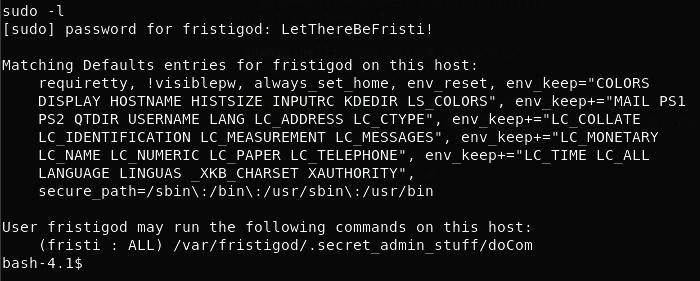 sudo -l
[sudo] password for fristigod: LetThereBeFristi!
Matching Defaults entries for fristigod on this host:
requiretty, !visiblepw, always_set_home, env_reset, env_keep="COLORS
DISPLAY HOSTNAME HISTSIZE INPUTRC KDEDIR LS_COLORS", env_keep+="MAIL PS1
PS2 QTDIR USERNAME LANG LC_ADDRESS LC_CTYPE", env_keep+="LC_COLLATE
LC_IDENTIFICATION LC_MEASUREMENT LC_MESSAGES", env_keep+="LC_MONETARY
LC_NAME LC_NUMERIC LC_PAPER LC_TELEPHONE", env_keep+="LC_TIME LC_ALL
LANGUAGE LINGUAS _XKB_CHARSET XAUTHORITY",
secure_path=/sbin\:/bin\:/usr/sbin\:/usr/bin
User fristigod may run the following commands on this host:
(fristi : ALL) /var/fristigod/.secret_admin_stuff/doCom
bash-4.1$